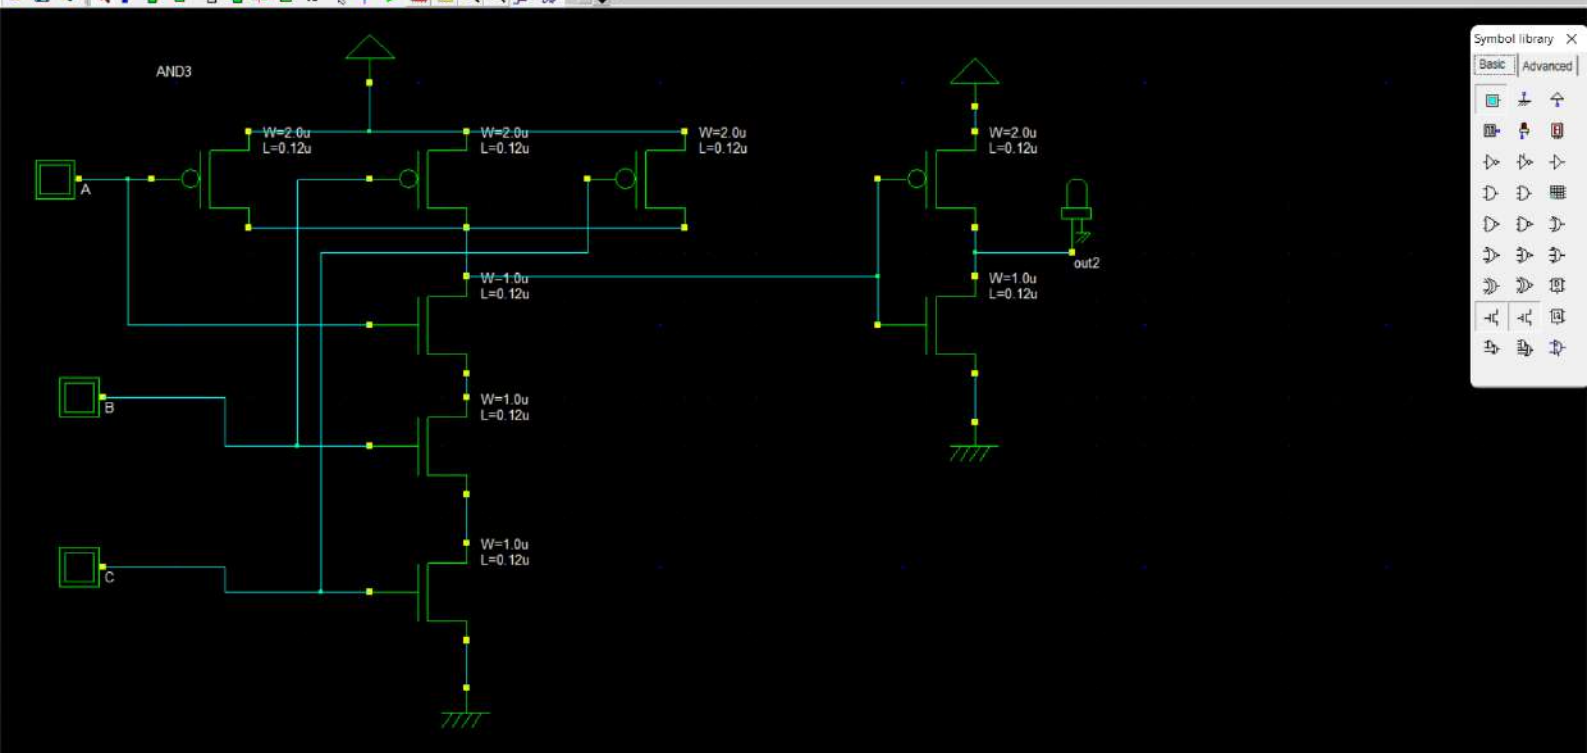 Symbol library
Basic Advanced
AND3
W=2.0u
L=0.12u
W=2.0u
L=0.12u
W=2.0u
L=0.12u
W=2.0u
L=0.12u
A
out2
W=1.0u
L=0.12u
W=1.0u
L=0.12u
B
W=1.0u
L=0.12u
C
W=1.0u
L=0.12u